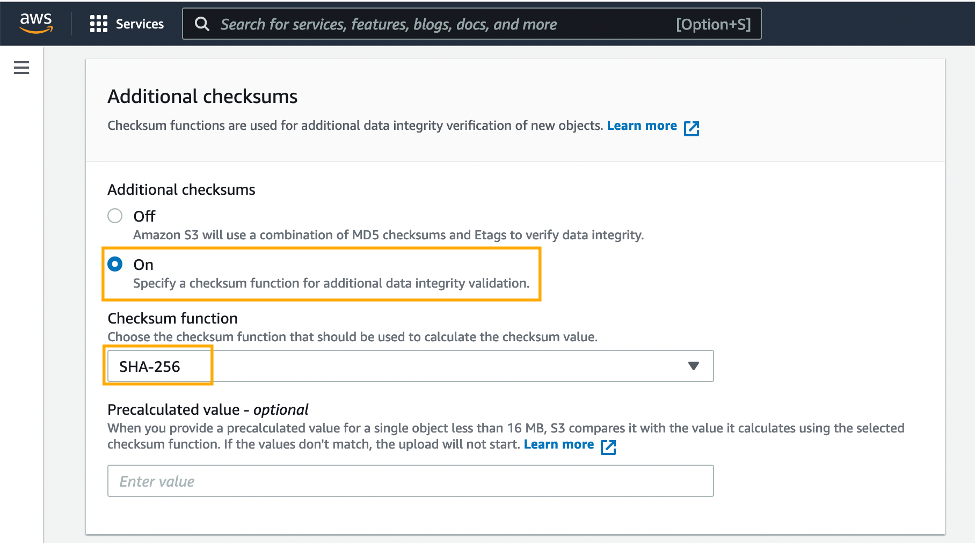 aws
Services
Search for services, features, blogs, docs, and more
[Option+S]
Additional checksums
Checksum functions are used for additional data integrity verification of new objects. Learn more
Additional checksums
Off
Amazon S3 will use a combination of MD5 checksums and Etags to verify data integrity.
On
Specify a checksum function for additional data integrity validation.
Checksum function
Choose the checksum function that should be used to calculate the checksum value.
SHA-256
Precalculated value - optional
When you provide a precalculated value for a single object less than 16 MB, S3 compares it with the value it calculates using the selected
checksum function. If the values don't match, the upload will not start. Learn more
Enter value